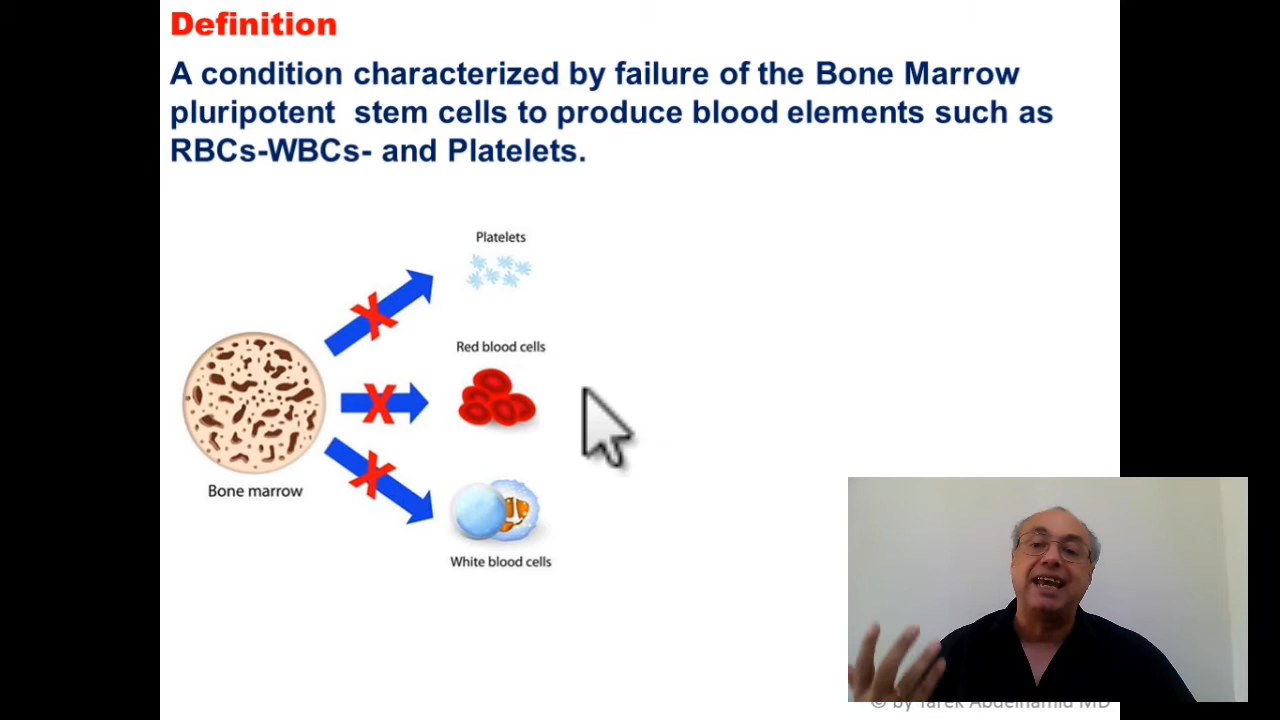 Definition
A condition characterized by failure of the Bone Marrow
pluripotent stem cells to produce blood elements such as
RBCs-WBCs- and Platelets.
Platelets
Red blood cells
Bone marrow
White blood cells
© by Tarek Abdelhamid MD